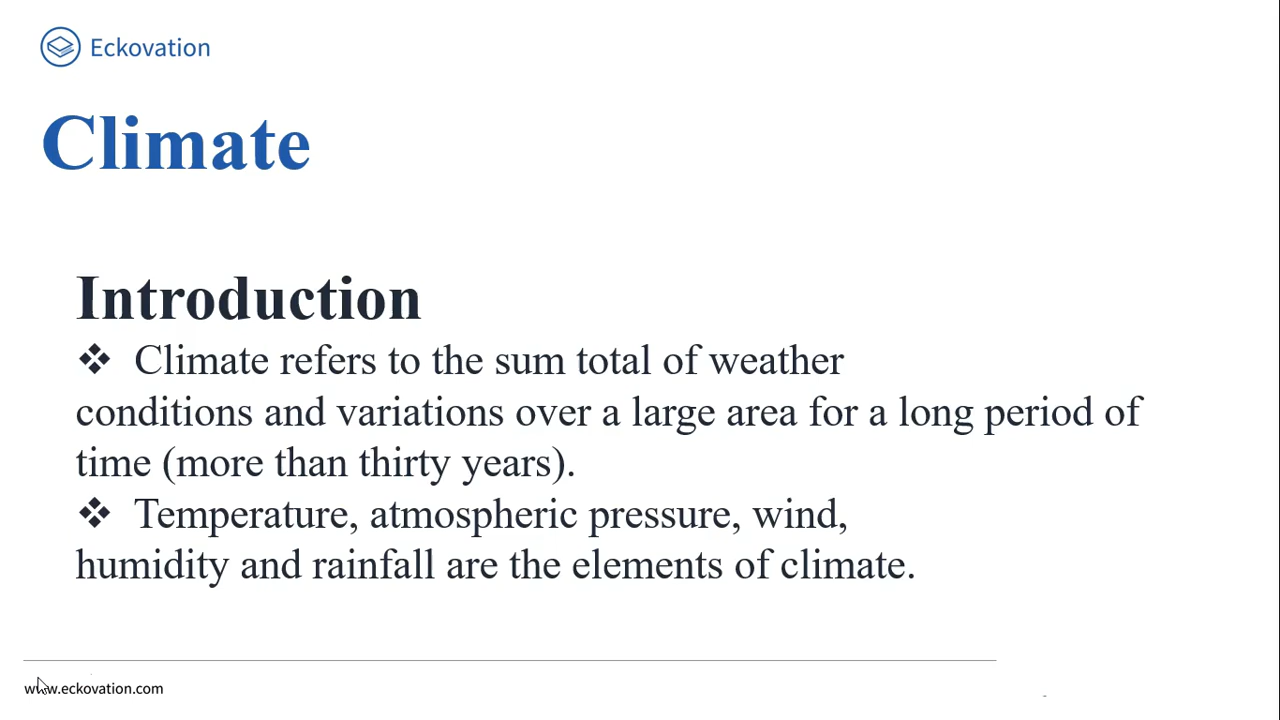 Eckovation
Climate
Introduction
❖ Climate refers to the sum total of weather
conditions and variations over a large area for a long period of
time (more than thirty years).
❖ Temperature, atmospheric pressure, wind,
humidity and rainfall are the elements of climate.
www.eckovation.com